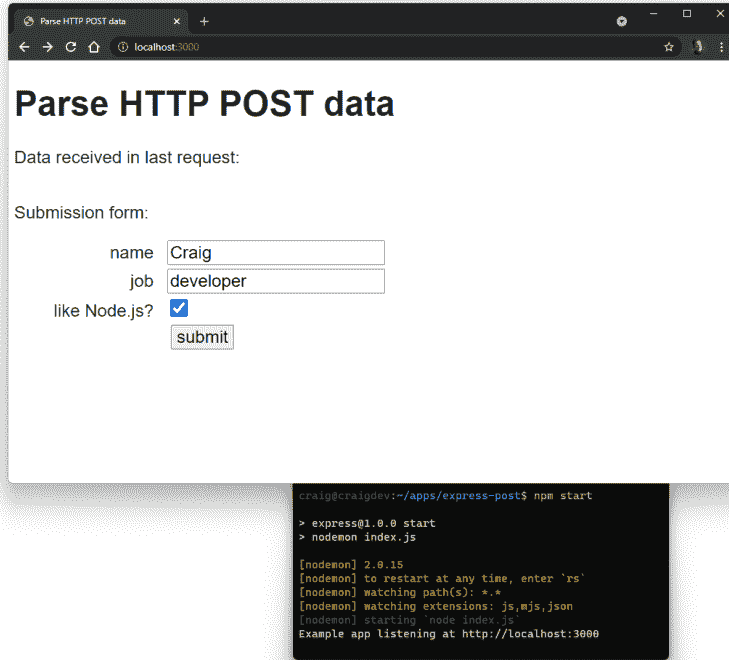 Parse HTTP POST data
localhost:3000
Parse HTTP POST data
Data received in last request:
Submission form:
name Craig
job developer
like Node.js?
submit
craig@craigdev:~/apps/express-post$ npm start
> express@1.0.0 start
> nodemon index.js
[nodemon] 2.0.15
[nodemon] to restart at any time, enter `rs`
[nodemon] watching path(s): *.*
[nodemon] watching extensions: js,mjs,json
[nodemon] starting `node index.js`
Example app listening at http://localhost:3000